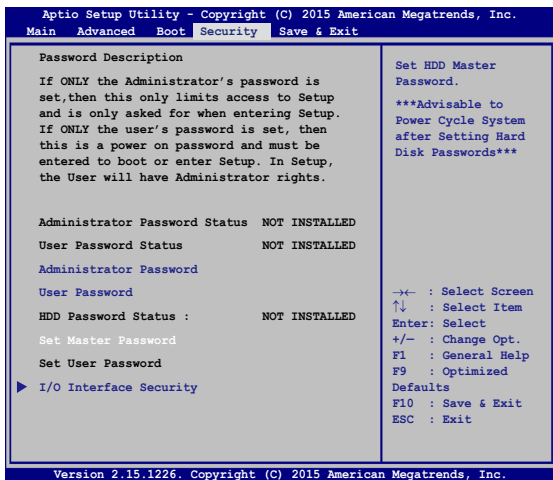 Aptio Setup Utility - Copyright (C) 2015 American Megatrends, Inc.
Main Advanced Boot Security Save & Exit
Password Description
If ONLY the Administrator's password is
set,then this only limits access to Setup
and is only asked for when entering Setup.
If ONLY the user's password is set, then
this is a power on password and must be
entered to boot or enter Setup. In Setup,
the User will have Administrator rights.
Administrator Password Status NOT INSTALLED
User Password Status NOT INSTALLED
Administrator Password
User Password
HDD Password Status : NOT INSTALLED
Set Master Password
Set User Password
I/O Interface Security
Set HDD Master
Password.
***Advisable to
Power Cycle System
after Setting Hard
Disk Passwords***
→← : Select Screen
↑↓ : Select Item
Enter: Select
+/— : Change Opt.
F1 : General Help
F9 : Optimized
Defaults
F10 : Save & Exit
ESC : Exit
Version 2.15.1226. Copyright (C) 2015 American Megatrends, Inc.